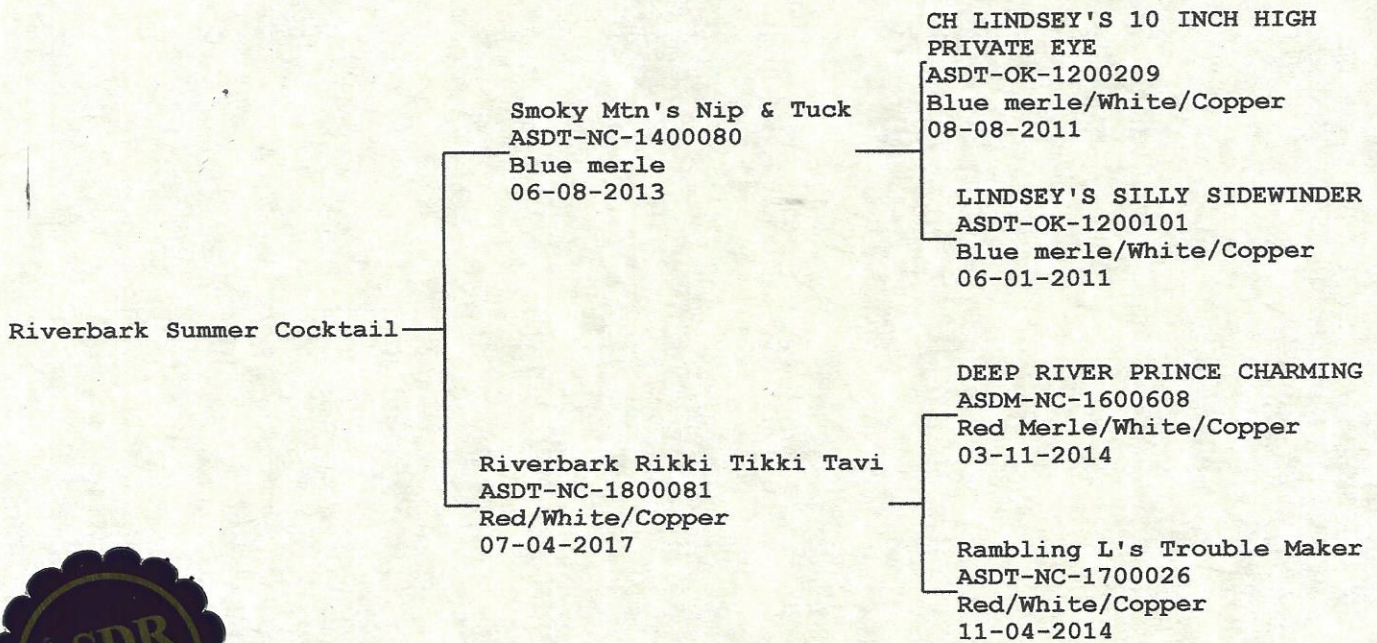 CH LINDSEY'S 10 INCH HIGH
PRIVATE EYE
ASDT-OK-1200209
Blue merle/White/Copper
08-08-2011
Smoky Mtn's Nip & Tuck
ASDT-NC-1400080
Blue merle
06-08-2013
LINDSEY'S SILLY SIDEWINDER
ASDT-OK-1200101
Blue merle/White/Copper
06-01-2011
Riverbark Summer Cocktail
DEEP RIVER PRINCE CHARMING
ASDM-NC-1600608
Red Merle/White/Copper
03-11-2014
Riverbark Rikki Tikki Tavi
ASDT-NC-1800081
Red/White/Copper
07-04-2017
Rambling L's Trouble Maker
ASDT-NC-1700026
Red/White/Copper
11-04-2014
ASDR